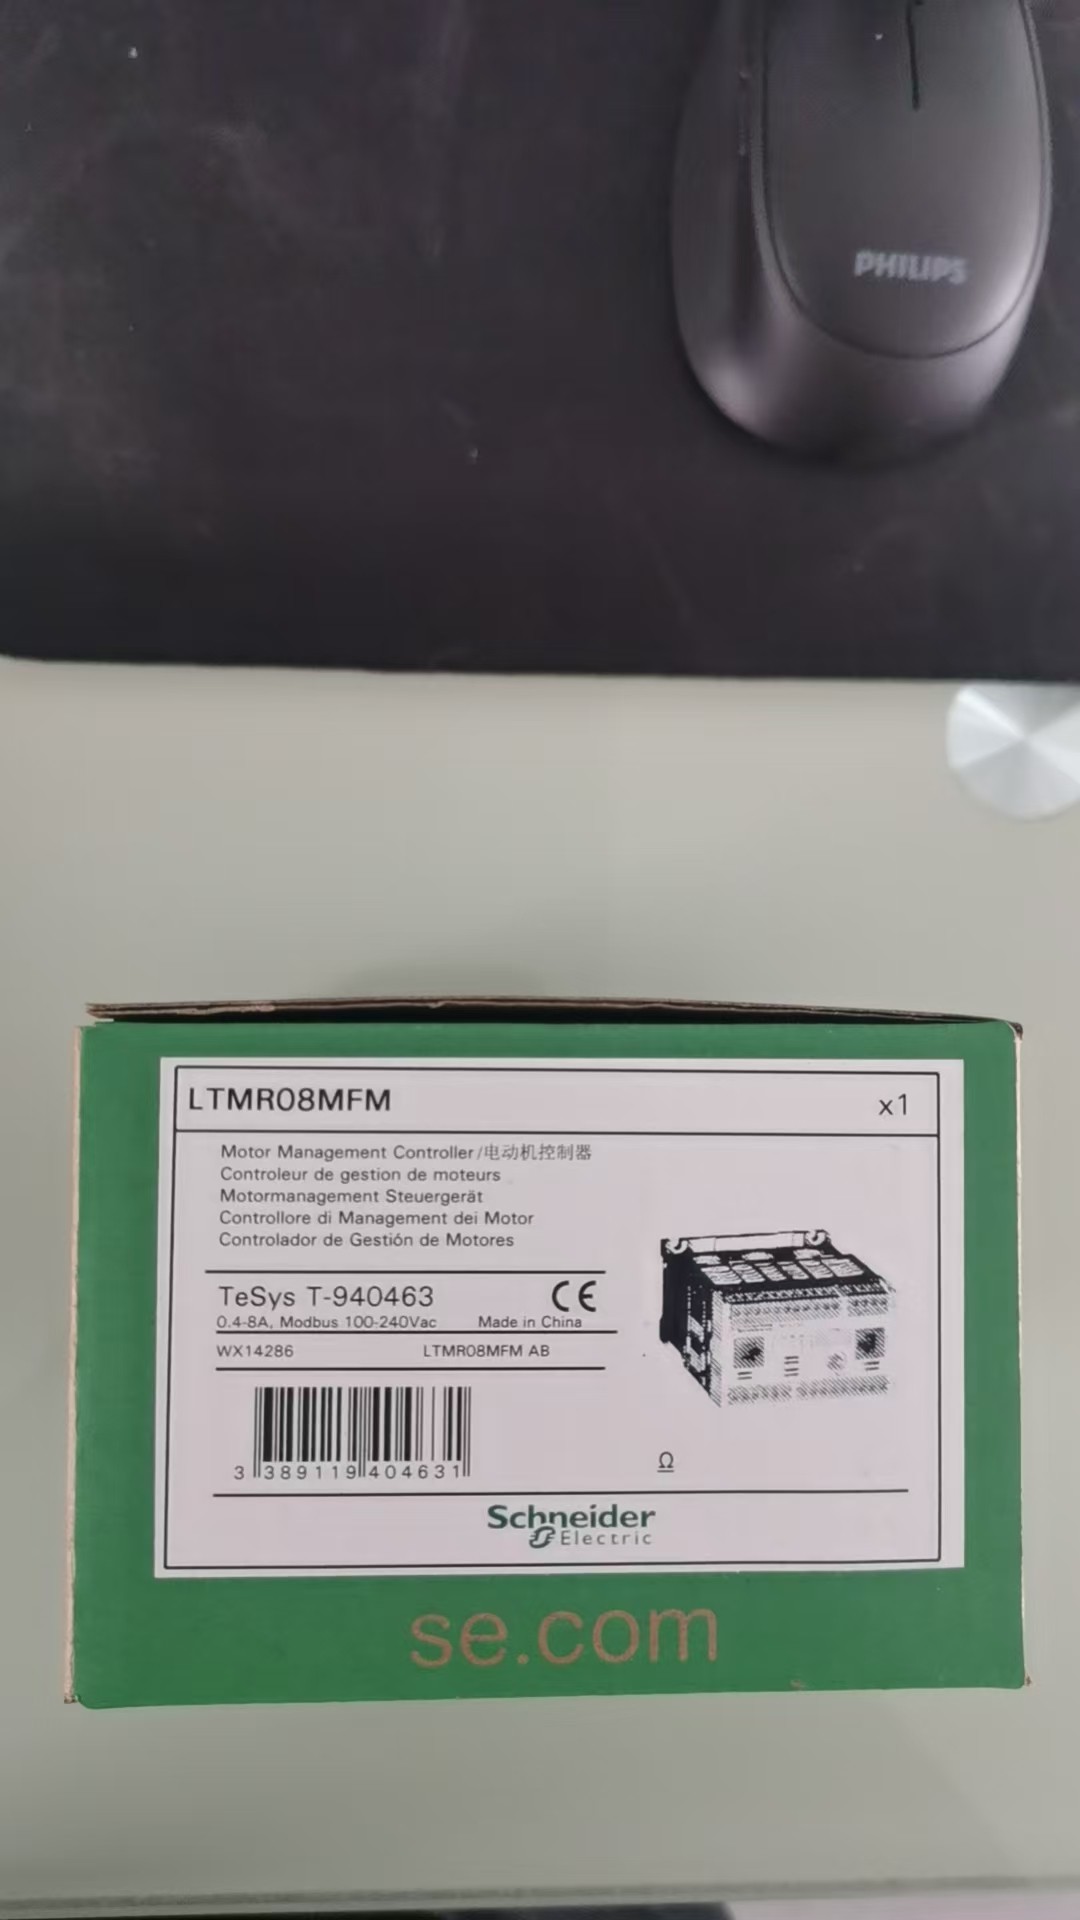 PHILIPS
LTMR08MFM x1
Motor Management Controller/电动机控制器
Controleur de gestion de moteurs
Motormanagement Steuergerät
Controllore di Management dei Motor
Controlador de Gestión de Motores
TeSys T-940463 CE
0.4-8A, Modbus 100-240Vac Made in China
WX14286 LTMR08MFM AB
3 389119 404631
Ω
Schneider
Electric
se.com